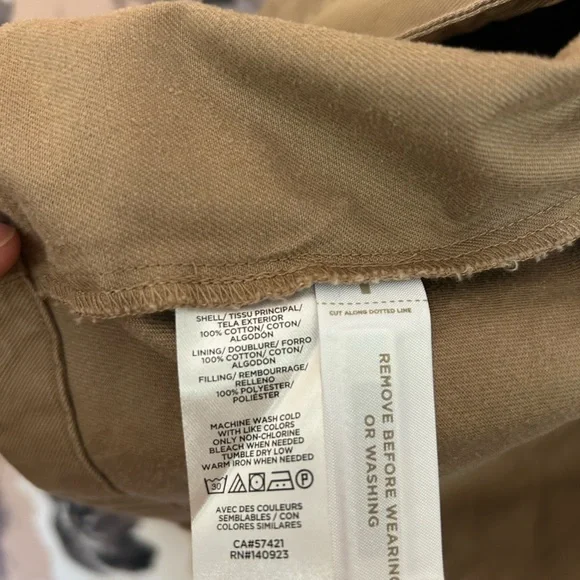 SHELL/ TISSU PRINCIPAL/
TELA EXTERIOR
100% COTTON/ COTON/
ALGODÓN
LINING/ DOUBLURE/ FORRO
100% COTTON/ COTON/
ALGODÓN
FILLING/ REMBOURRAGE/
RELLENO
100% POLYESTER/
POLIÉSTER
MACHINE WASH COLD
WITH LIKE COLORS
ONLY NON-CHLORINE
BLEACH WHEN NEEDED
TUMBLE DRY LOW
WARM IRON WHEN NEEDED
30 P
AVEC DES COULEURS
SEMBLABLES / CON
COLORES SIMILARES
CA#57421
RN#140923
CUT ALONG DOTTED LINE
REMOVE BEFORE WEARING
OR WASHING